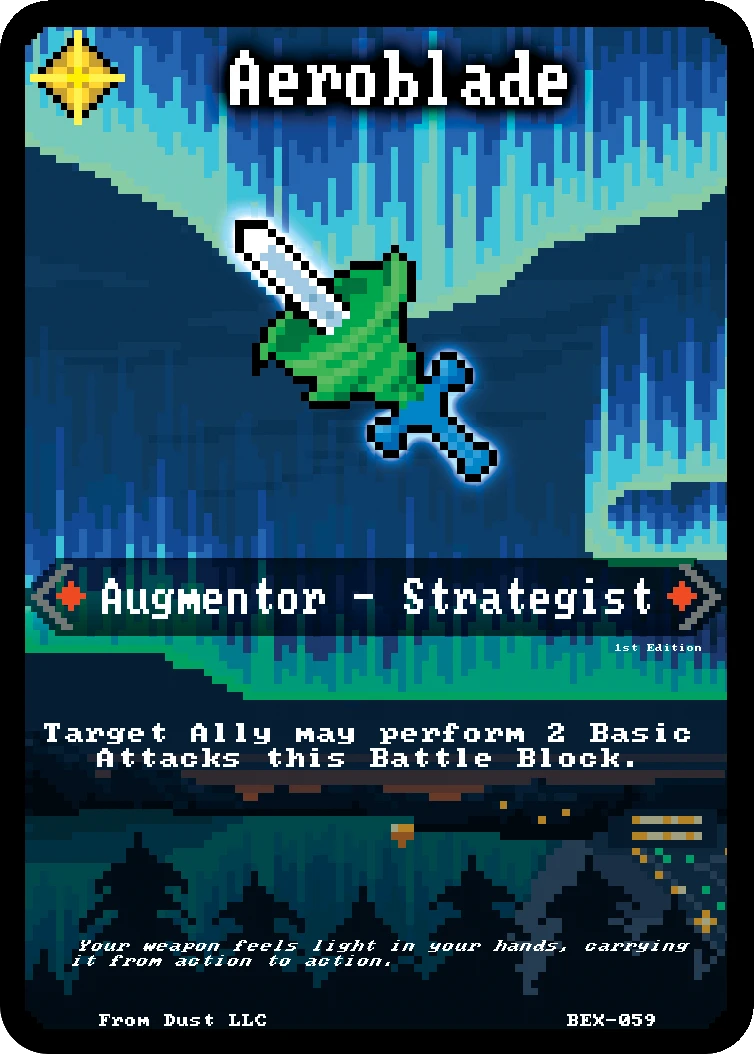 Aeroblade
Augmentor - Strategist
1st Edition
Target Ally may perform 2 Basic
Attacks this Battle Block.
Your weapon feels light in your hands, carrying
it from action to action.
From Dust LLC
BEX-059